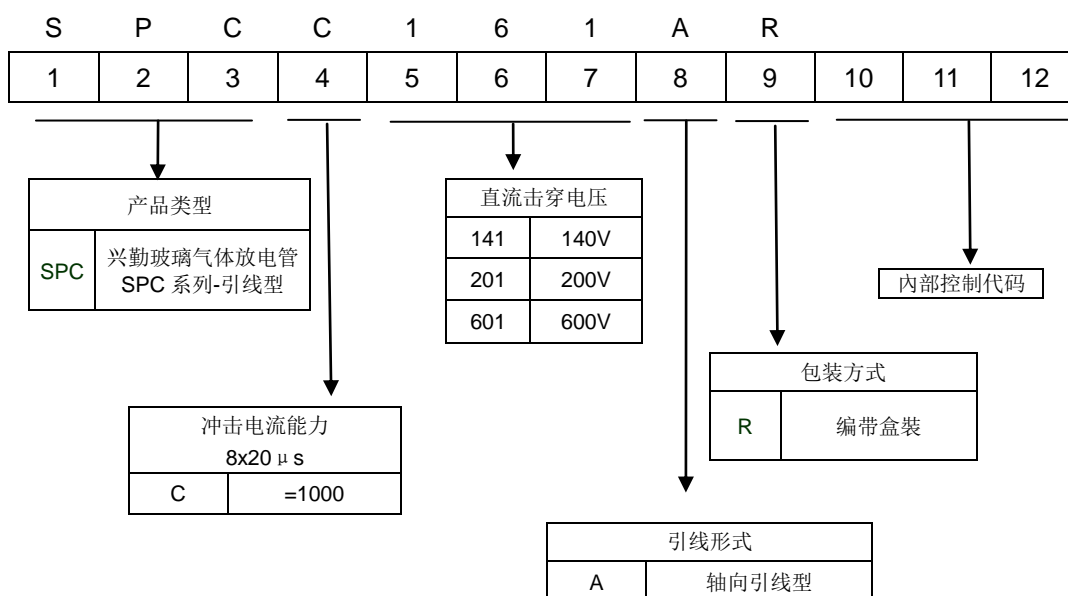 S P C C 1 6 1 A R
1 2 3 4 5 6 7 8 9 10 11 12
产品类型
SPC 兴勤玻璃气体放电管
SPC 系列-引线型
直流击穿电压
141 140V
201 200V
601 600V
內部控制代码
包装方式
R 编带盒裝
冲击电流能力
8x20 μ s
C =1000
引线形式
A 轴向引线型